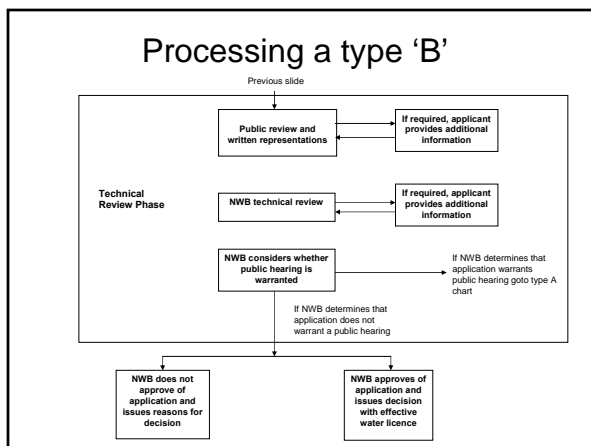 Processing a type ‘B’
Previous slide
Public review and
written representations
If required, applicant
provides additional
information
Technical
Review Phase
NWB technical review
If required, applicant
provides additional
information
NWB considers whether
public hearing is
warranted
If NWB determines that
application warrants
public hearing goto type A
chart
If NWB determines that
application does not
warrant a public hearing
NWB does not
approve of
application and
issues reasons for
decision
NWB approves of
application and
issues decision
with effective
water licence